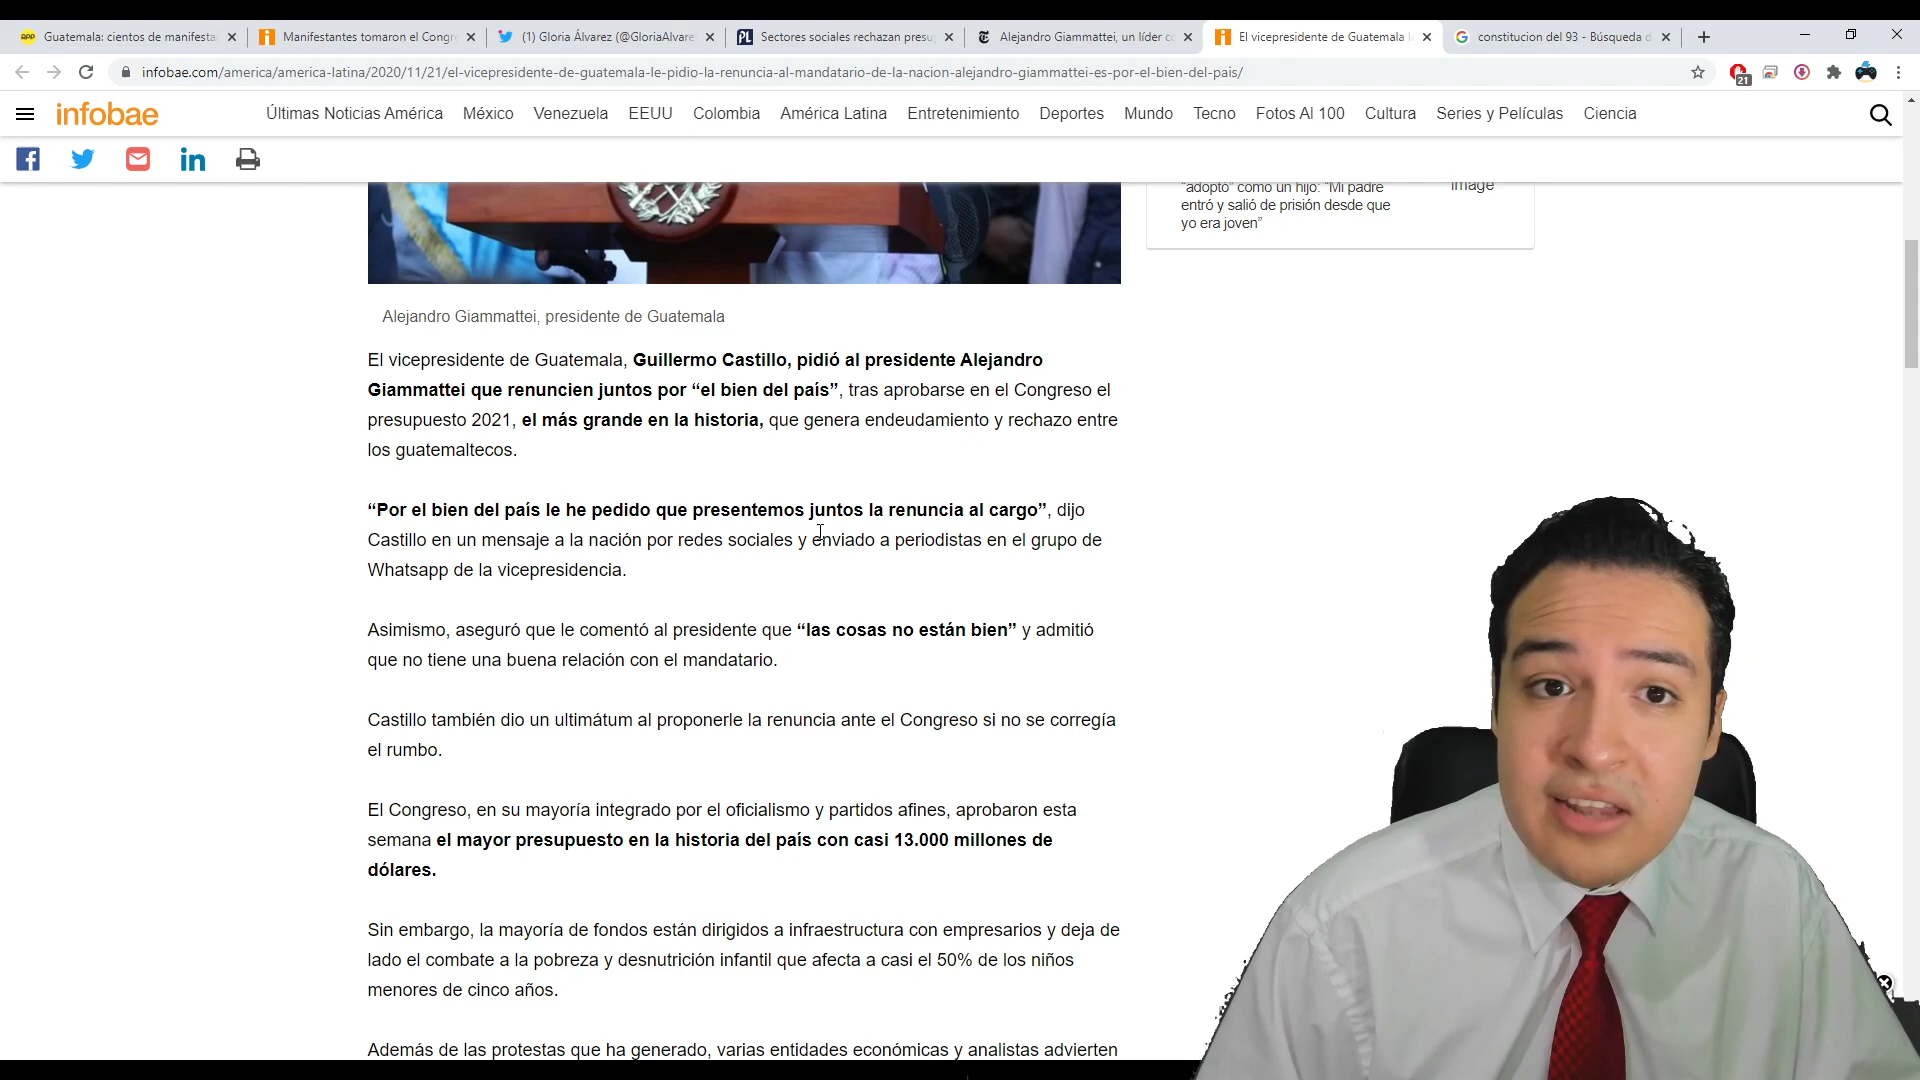 Guatemala: cientos de manifesta
Manifestantes tomaron el Congr
(1) Gloria Álvarez (@GloriaAlvare
Sectores sociales rechazan presu
Alejandro Giammattei, un líder c
El vicepresidente de Guatemala l
constitucion del 93 - Búsqueda d
infobae.com/america/america-latina/2020/11/21/el-vicepresidente-de-guatemala-le-pidio-la-renuncia-al-mandatario-de-la-nacion-alejandro-giammattei-es-por-el-bien-del-pais/
21
infobae
Últimas Noticias América México Venezuela EEUU Colombia América Latina Entretenimiento Deportes Mundo Tecno Fotos Al 100 Cultura Series y Películas Ciencia
“adoptó” como un hijo: “Mi padre
entró y salió de prisión desde que
yo era joven”
image
Alejandro Giammattei, presidente de Guatemala
El vicepresidente de Guatemala, Guillermo Castillo, pidió al presidente Alejandro
Giammattei que renuncien juntos por “el bien del país”, tras aprobarse en el Congreso el
presupuesto 2021, el más grande en la historia, que genera endeudamiento y rechazo entre
los guatemaltecos.
“Por el bien del país le he pedido que presentemos juntos la renuncia al cargo”, dijo
Castillo en un mensaje a la nación por redes sociales y enviado a periodistas en el grupo de
Whatsapp de la vicepresidencia.
Asimismo, aseguró que le comentó al presidente que “las cosas no están bien” y admitió
que no tiene una buena relación con el mandatario.
Castillo también dio un ultimátum al proponerle la renuncia ante el Congreso si no se corregía
el rumbo.
El Congreso, en su mayoría integrado por el oficialismo y partidos afines, aprobaron esta
semana el mayor presupuesto en la historia del país con casi 13.000 millones de
dólares.
Sin embargo, la mayoría de fondos están dirigidos a infraestructura con empresarios y deja de
lado el combate a la pobreza y desnutrición infantil que afecta a casi el 50% de los niños
menores de cinco años.
Además de las protestas que ha generado, varias entidades económicas y analistas advierten